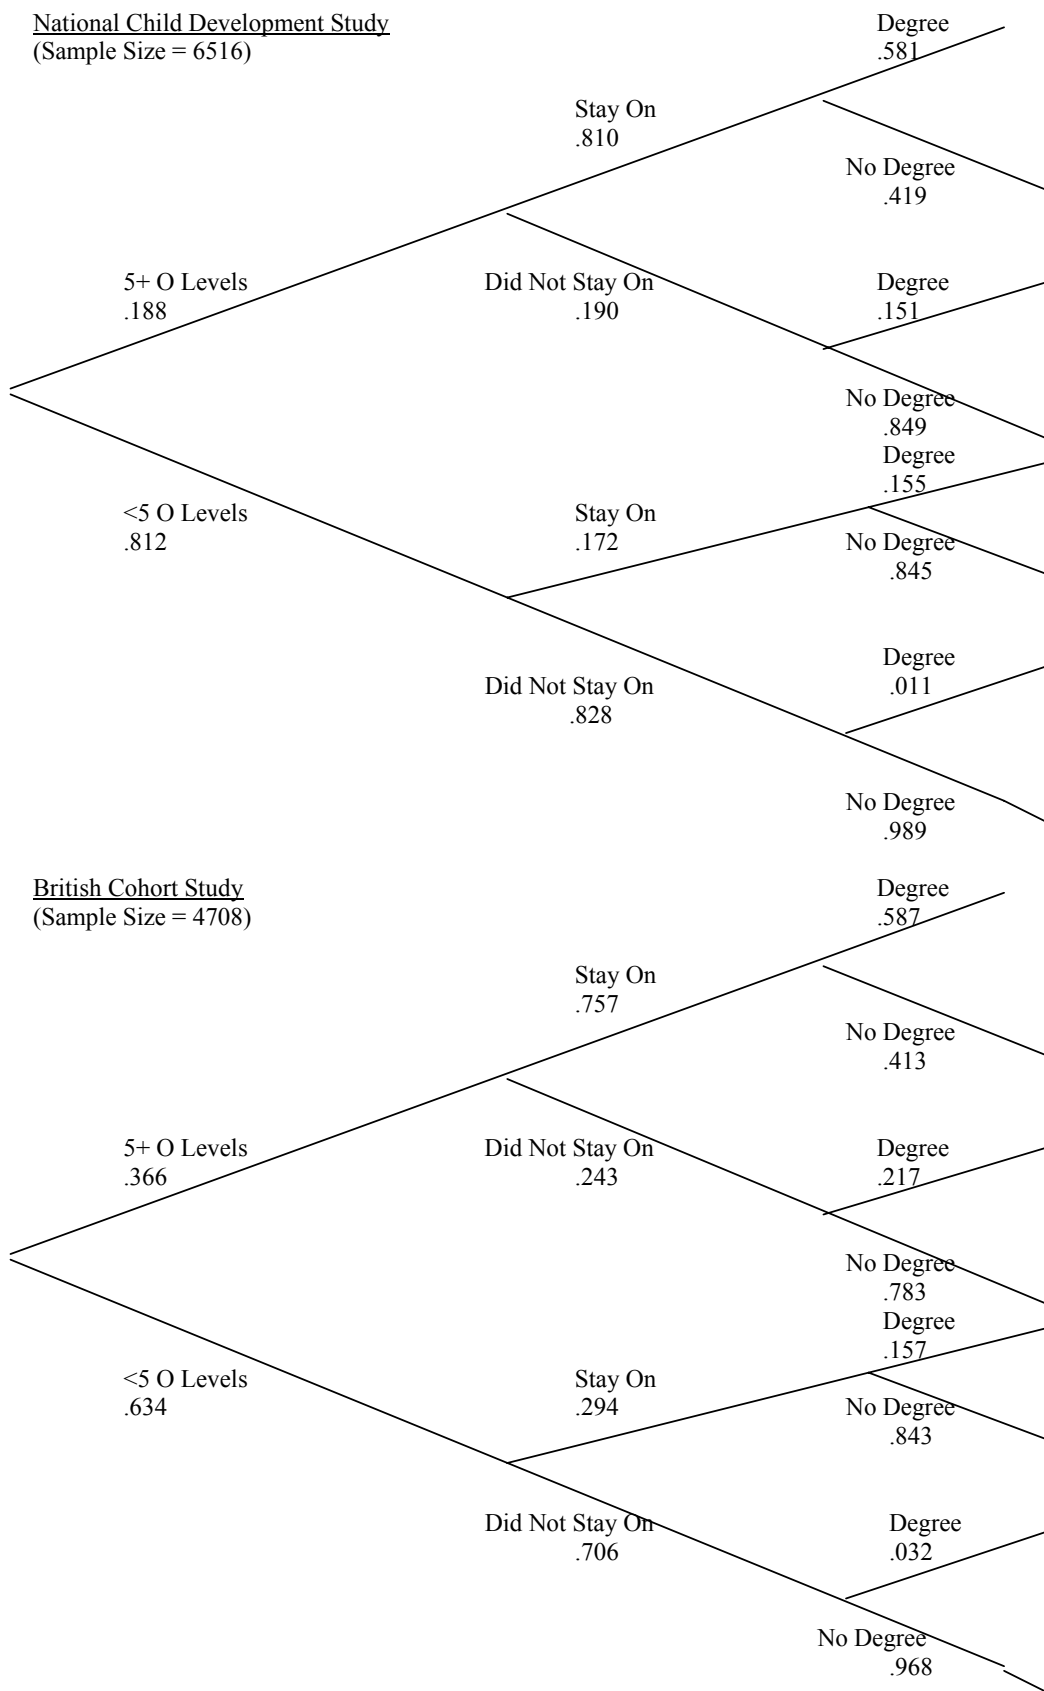 National Child Development Study
(Sample Size = 6516)
Degree
.581
Stay On
.810
No Degree
.419
5+ O Levels
.188
Did Not Stay On
.190
Degree
.151
No Degree
.849
Degree
.155
<5 O Levels
.812
Stay On
.172
No Degree
.845
Degree
.011
Did Not Stay On
.828
No Degree
.989
British Cohort Study
(Sample Size = 4708)
Degree
.587
Stay On
.757
No Degree
.413
5+ O Levels
.366
Did Not Stay On
.243
Degree
.217
No Degree
.783
Degree
.157
<5 O Levels
.634
Stay On
.294
No Degree
.843
Did Not Stay On
.706
Degree
.032
No Degree
.968